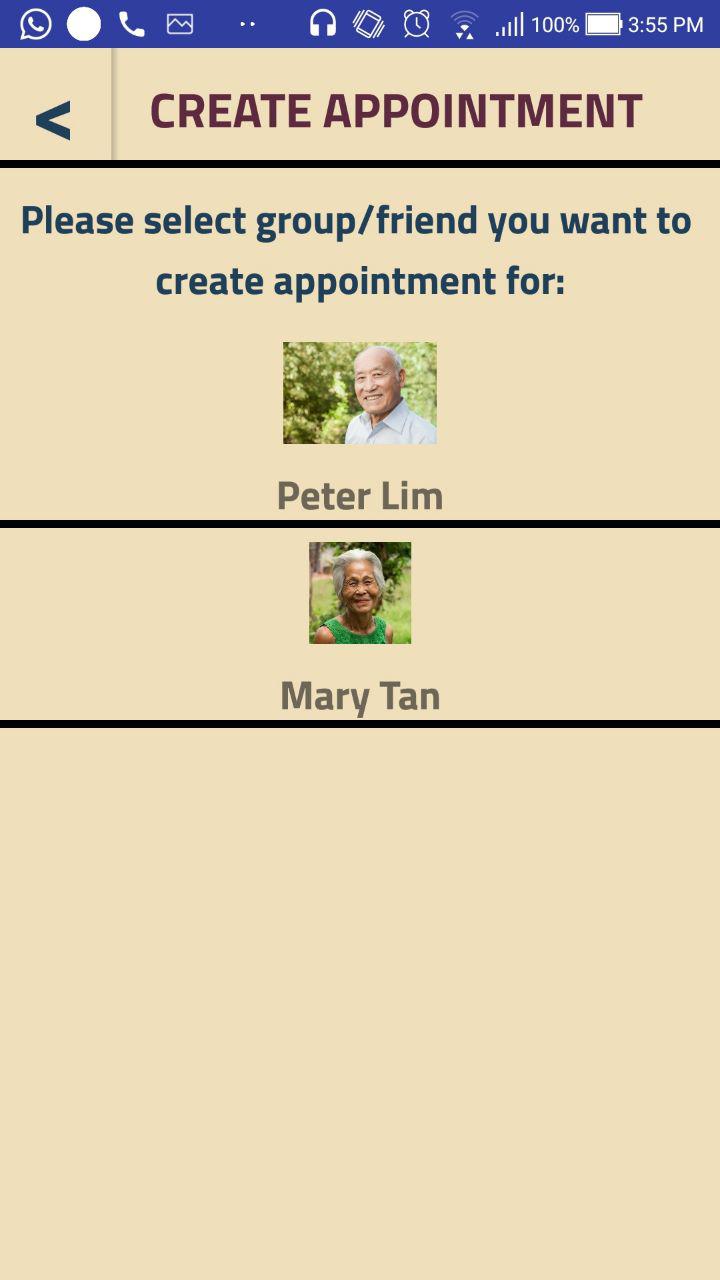 100% 3:55 PM
< CREATE APPOINTMENT
Please select group/friend you want to
create appointment for:
Peter Lim
Mary Tan